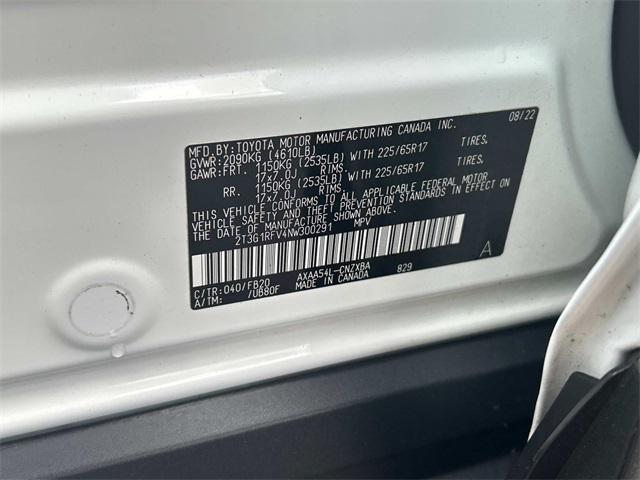 MFD. BY: TOYOTA MOTOR MANUFACTURING CANADA INC. 08/22
GVWR: 2090KG (4610LB)
GAWR: FRT. 1150KG (2535LB) WITH 225/65R17 TIRES.
17x7.0J RIMS.
RR. 1150KG (2535LB) WITH 225/65R17 TIRES.
17x7.0J RIMS.
THIS VEHICLE CONFORMS TO ALL APPLICABLE FEDERAL MOTOR
VEHICLE SAFETY AND THEFT PREVENTION STANDARDS IN EFFECT ON
THE DATE OF MANUFACTURE SHOWN ABOVE.
2T3G1RFV4NW300291 MPV
A
C/TR: 040/FB20 AXAA54L-CNZXBA 829
A/TM: /UB80F MADE IN CANADA